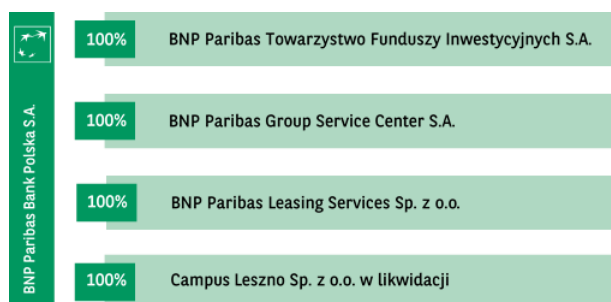 BNP Paribas Bank Polska S.A.
100% BNP Paribas Towarzystwo Funduszy Inwestycyjnych S.A.
100% BNP Paribas Group Service Center S.A.
100% BNP Paribas Leasing Services Sp. z o.o.
100% Campus Leszno Sp. z o.o. w likwidacji